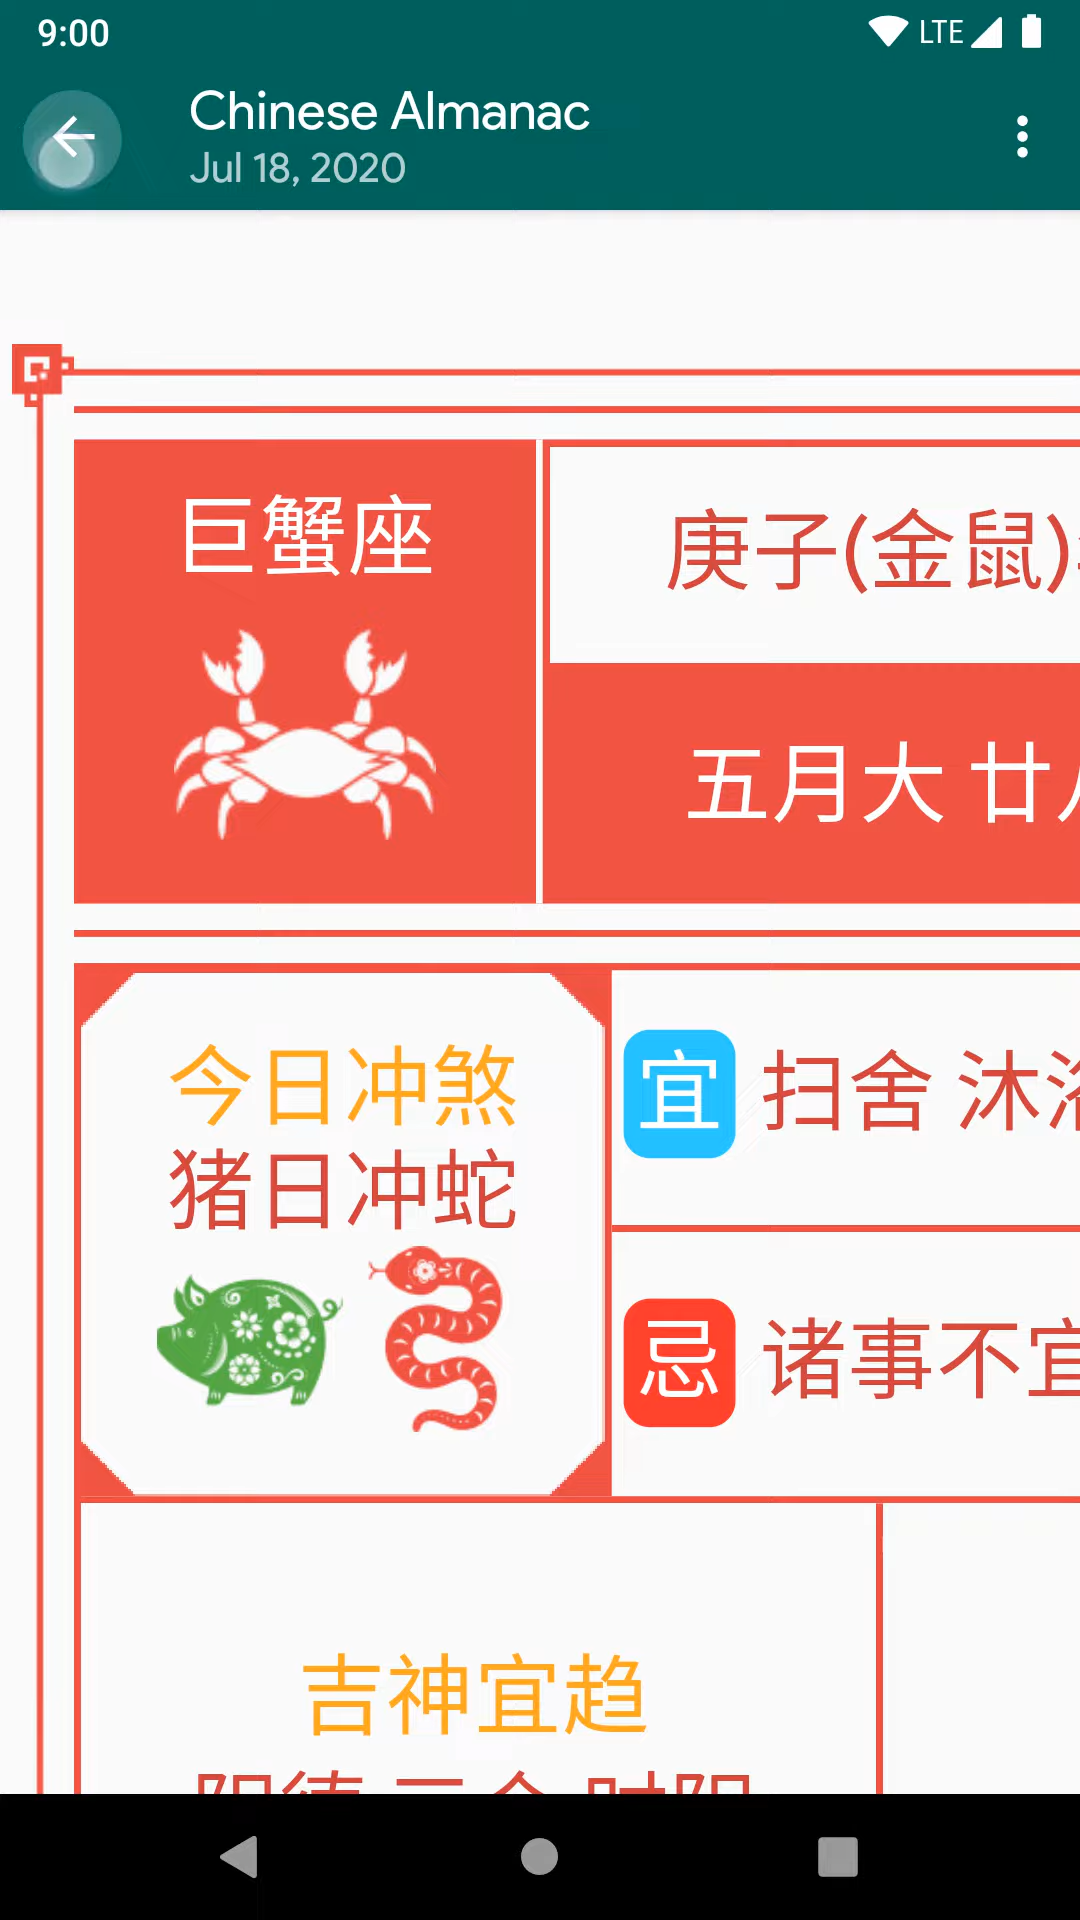 9:00
LTE
Chinese Almanac
Jul 18, 2020
巨蟹座
庚子(金鼠)
五月大 廿
今日冲煞
猪日冲蛇
宜
扫舍 沐
忌
诸事不宜
吉神宜趋